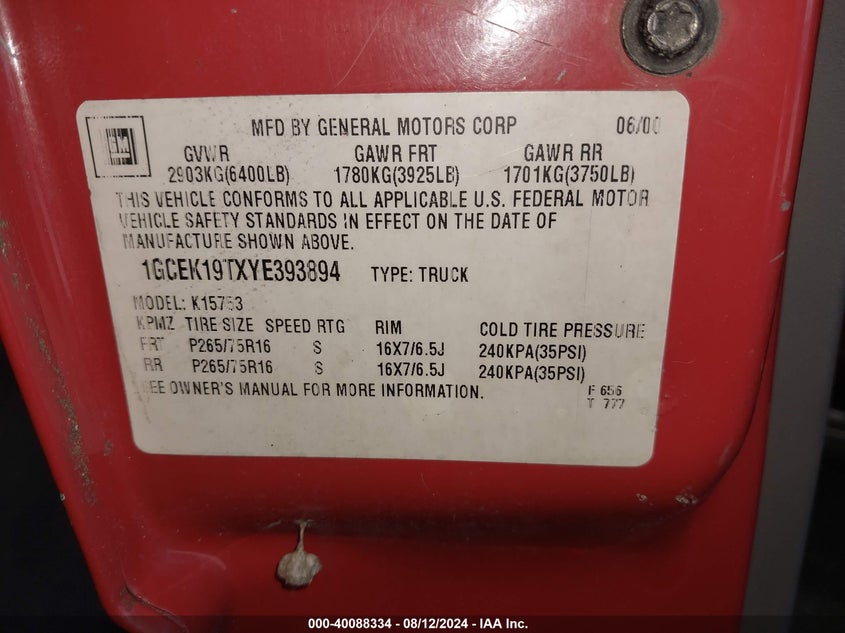 GM
MFD BY GENERAL MOTORS CORP 06/00
GVWR GAWR FRT GAWR RR
2903KG(6400LB) 1780KG(3925LB) 1701KG(3750LB)
THIS VEHICLE CONFORMS TO ALL APPLICABLE U.S. FEDERAL MOTOR
VEHICLE SAFETY STANDARDS IN EFFECT ON THE DATE OF
MANUFACTURE SHOWN ABOVE.
1GCEK19TXYE393894 TYPE: TRUCK
MODEL: K15753
KPMZ TIRE SIZE SPEED RTG RIM COLD TIRE PRESSURE
FRT P265/75R16 S 16X7/6.5J 240KPA(35PSI)
RR P265/75R16 S 16X7/6.5J 240KPA(35PSI)
SEE OWNER'S MANUAL FOR MORE INFORMATION. F 656
T 777
000-40088334 - 08/12/2024 - IAA Inc.